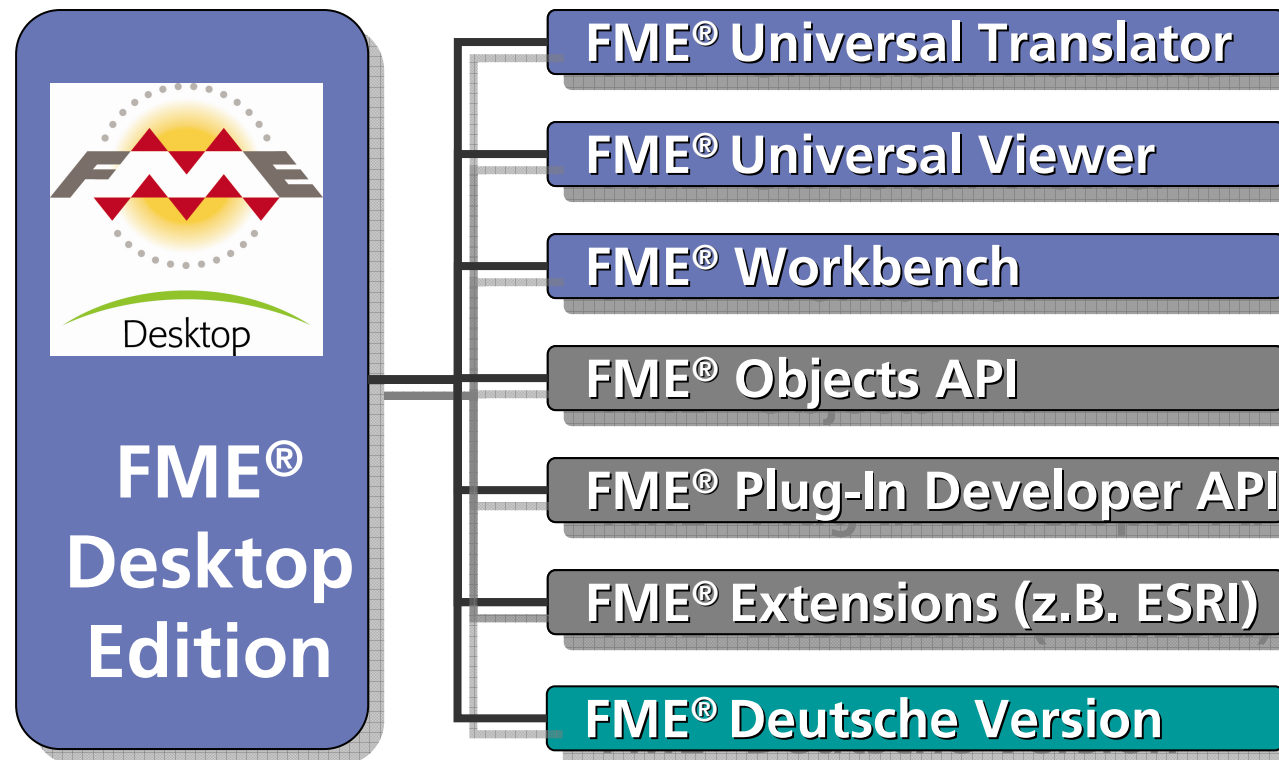 FME
Desktop
FME®
Desktop
Edition
FME® Universal Translator
FME® Universal Viewer
FME® Workbench
FME® Objects API
FME® Plug-In Developer API
FME® Extensions (z.B. ESRI)
FME® Deutsche Version